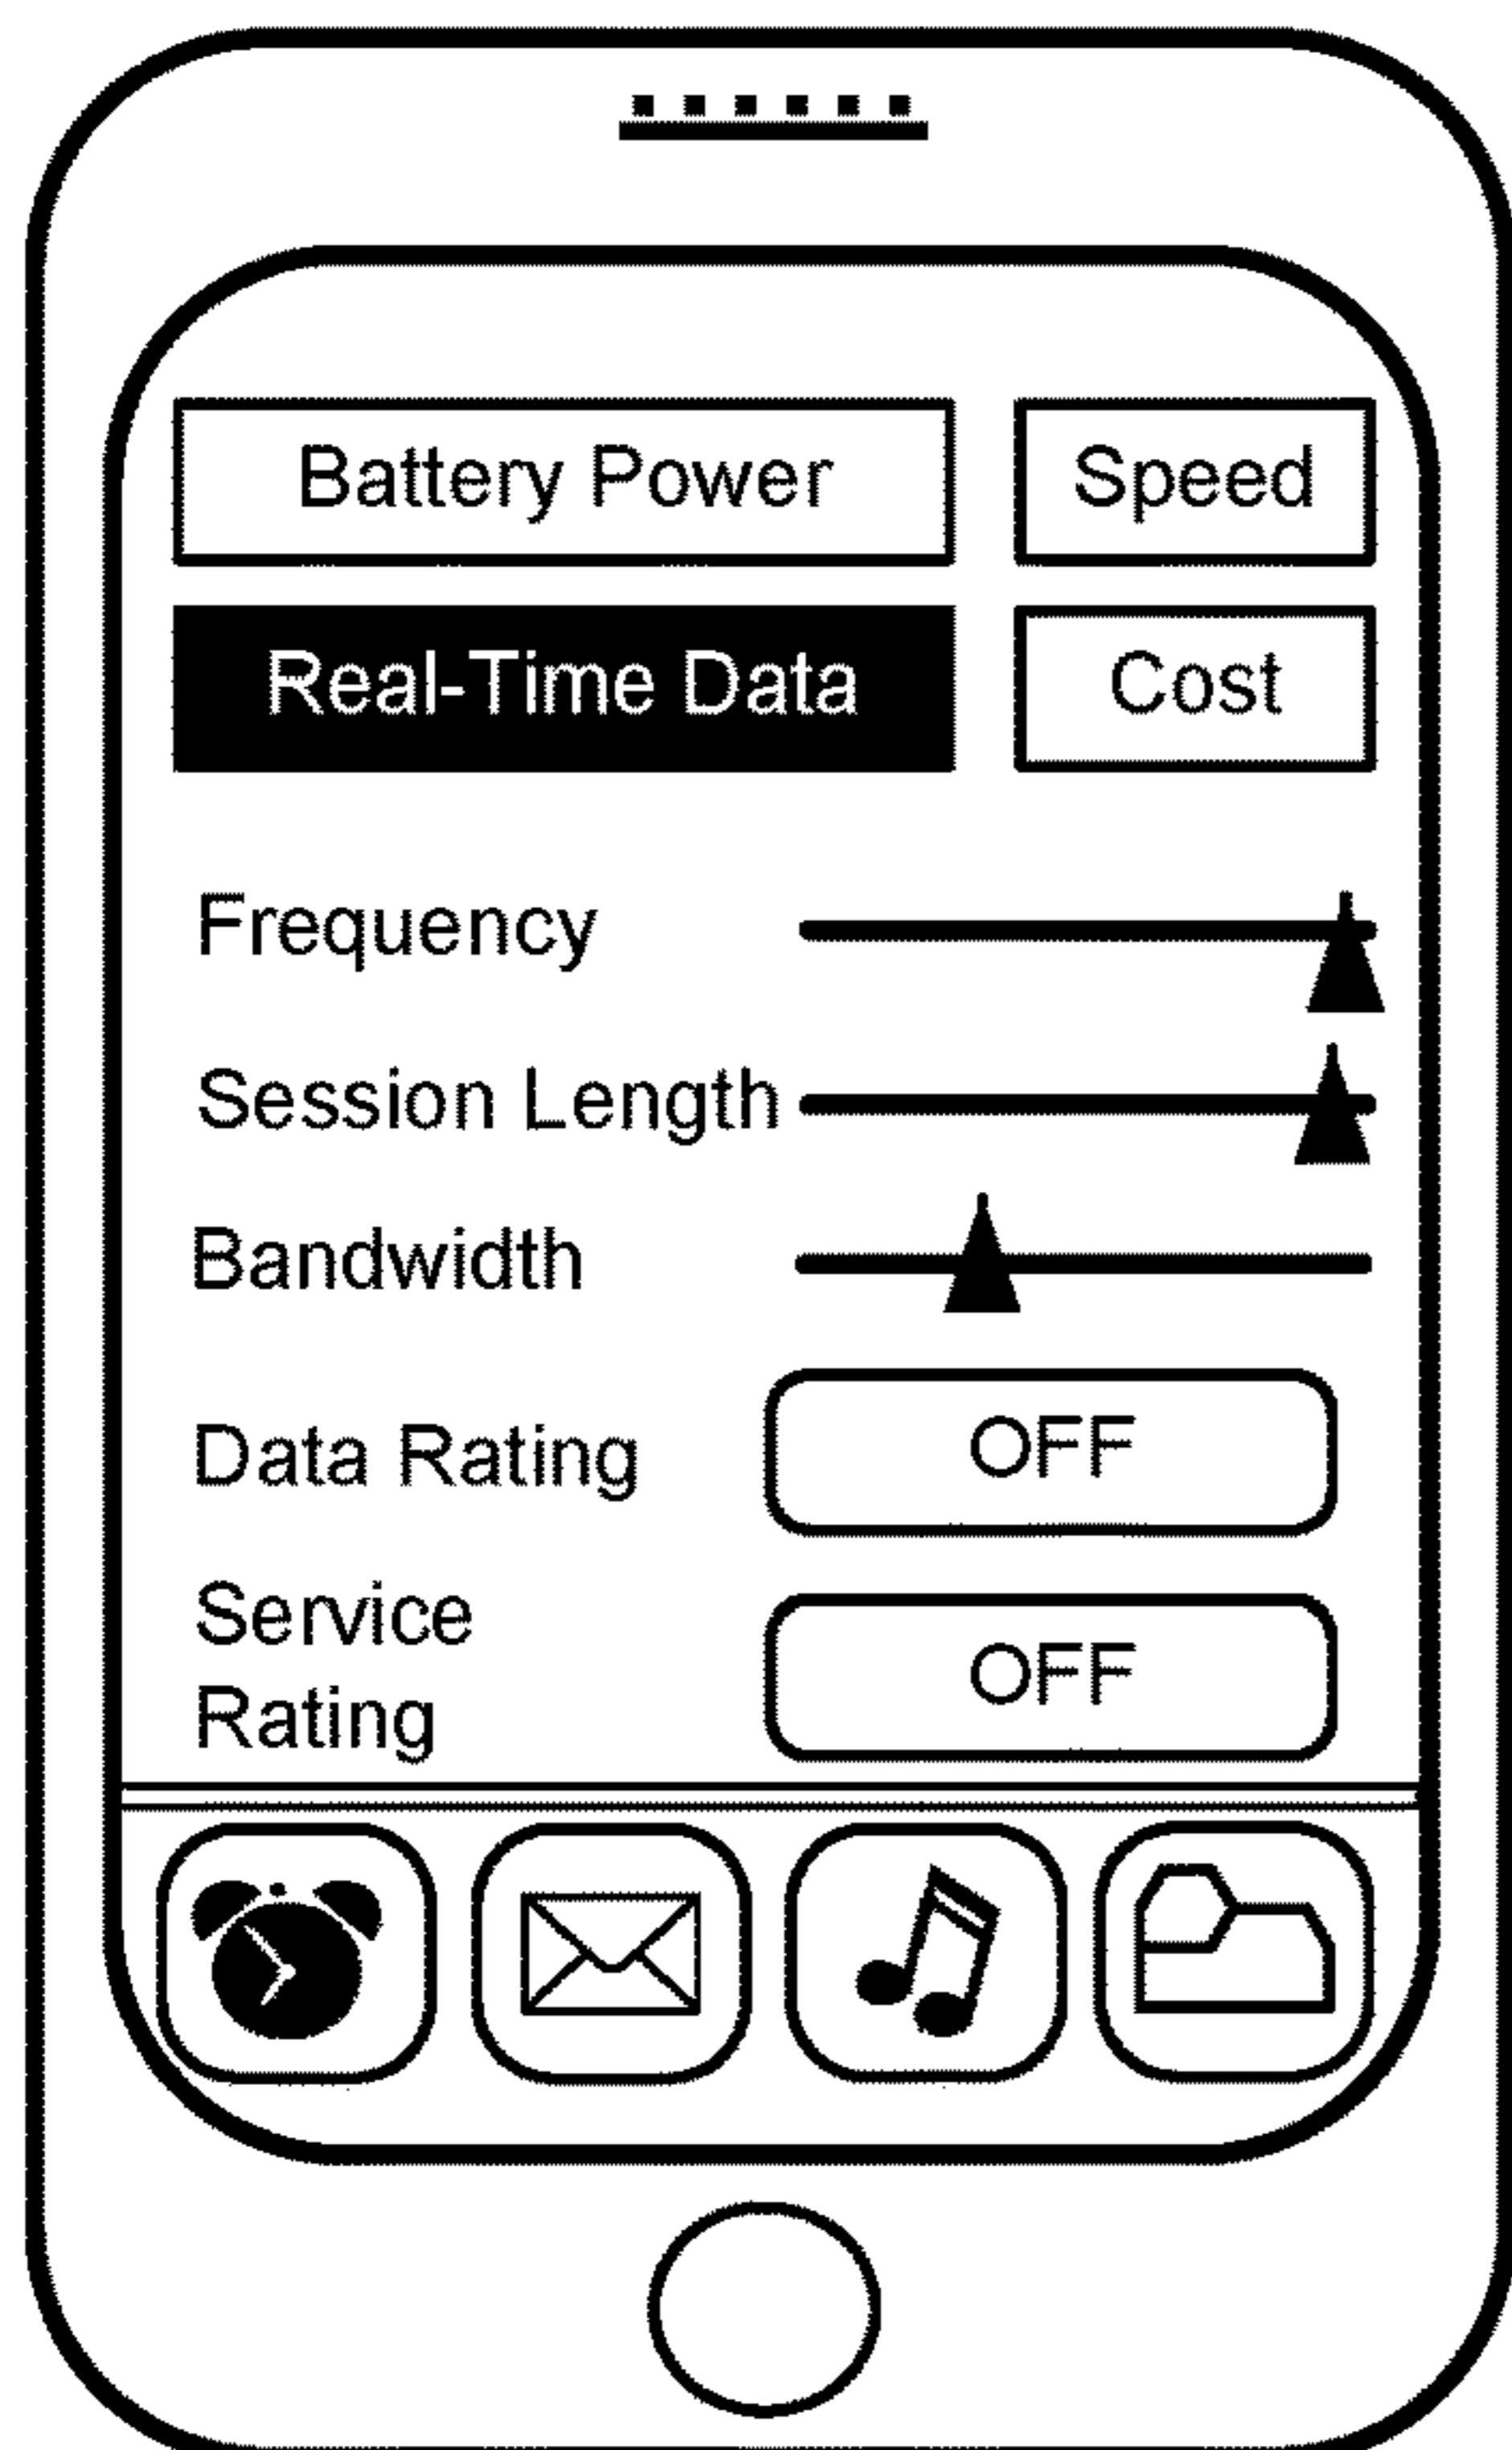 Battery Power Speed
Real-Time Data Cost
Frequency
Session Length
Bandwidth
Data Rating OFF
Service
Rating OFF